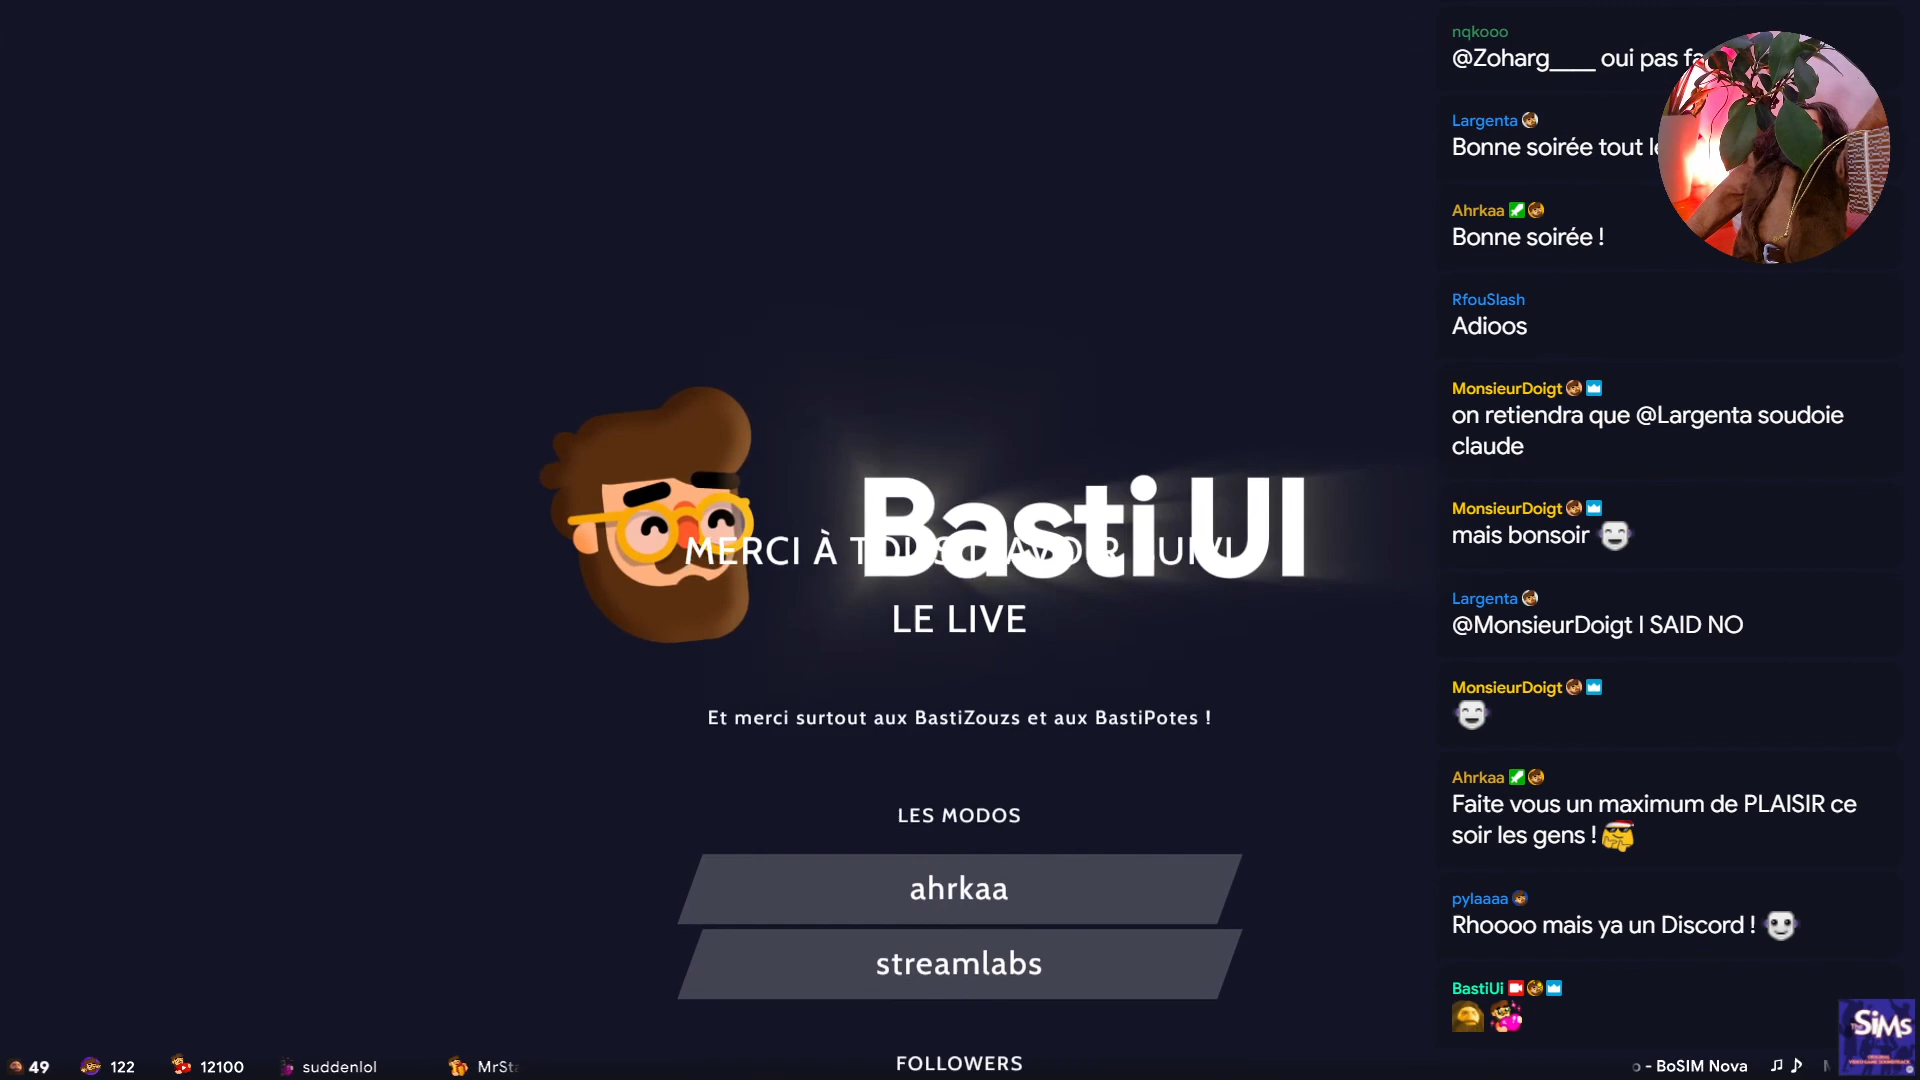 nqkooo
@Zoharg____ oui pas
Largenta
Bonne soirée tout
Ahrkaa
Bonne soirée !
RfouSlash
Adioos
MonsieurDoigt
on retiendra que @Largenta soudoie
claude
MonsieurDoigt
mais bonsoir
Largenta
@MonsieurDoigt I SAID NO
MonsieurDoigt
Ahrkaa
Faite vous un maximum de PLAISIR ce
soir les gens !
pylaaaa
Rhoooo mais ya un Discord !
BastiUi
Basti UI
MERCI À
LE LIVE
Et merci surtout aux BastiZouzs et aux BastiPotes !
LES MODOS
ahrkaa
streamlabs
FOLLOWERS
49
122
12100
suddenlol
- BoSIM Nova
The SiMs